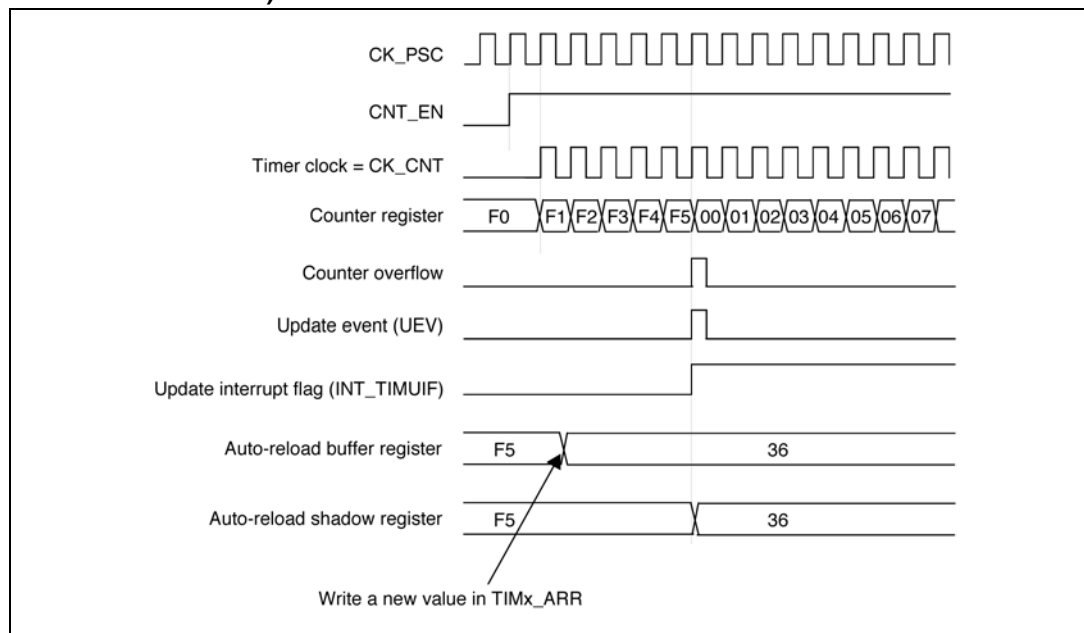 CK_PSC
CNT_EN
Timer clock = CK_CNT
Counter register F0 F1 F2 F3 F4 F5 00 01 02 03 04 05 06 07
Counter overflow
Update event (UEV)
Update interrupt flag (INT_TIMUIF)
Auto-reload buffer register F5 36
Auto-reload shadow register F5 36
Write a new value in TIMx_ARR